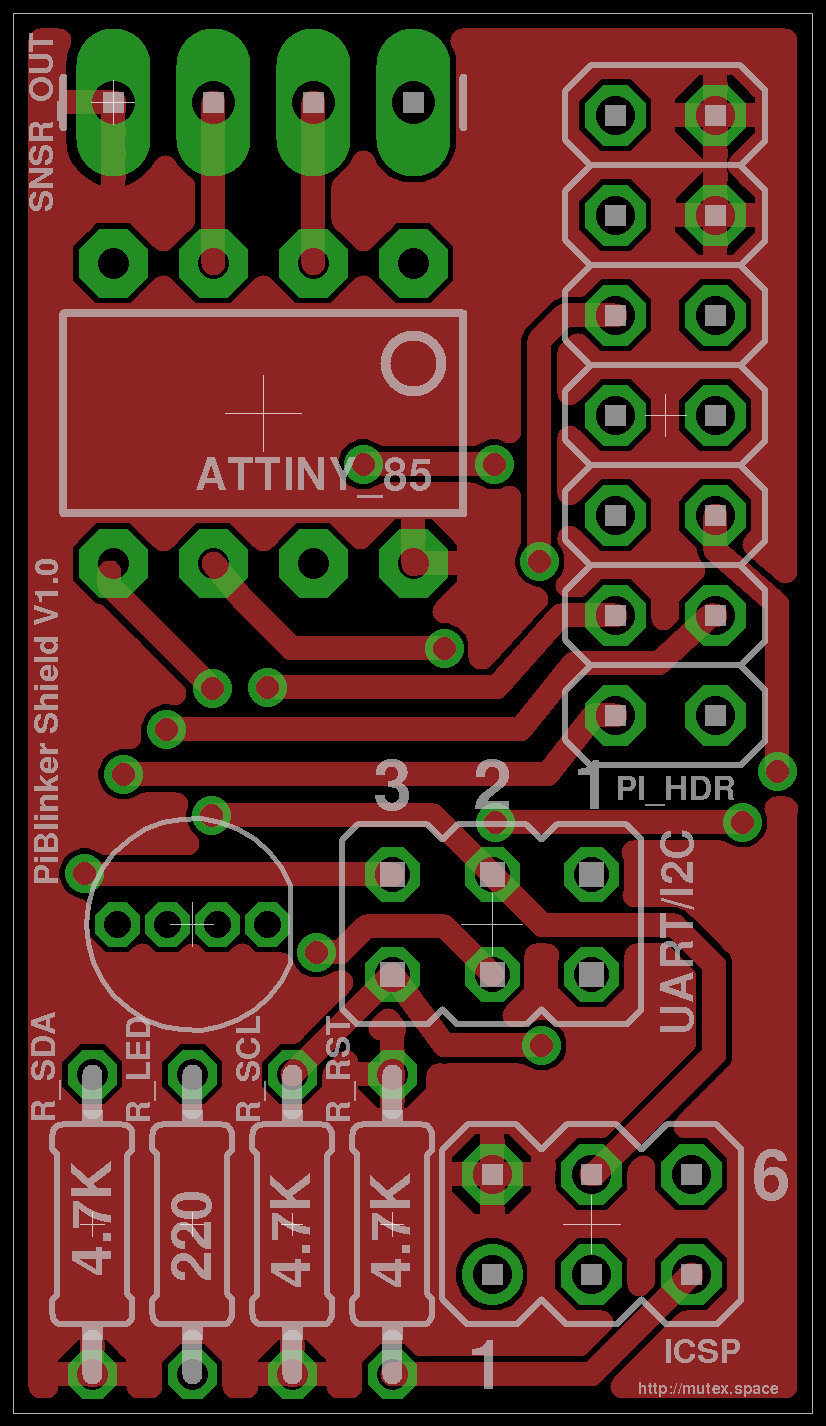 SNSR_OUT
ATTINY_85
PiBlinker Shield V1.0
3 2 1
PI_HDR
UART/I2C
R_SDA
R_LED
R_SCL
R_RST
4.7K
220
4.7K
4.7K
6
1
ICSP
http://mutex.space